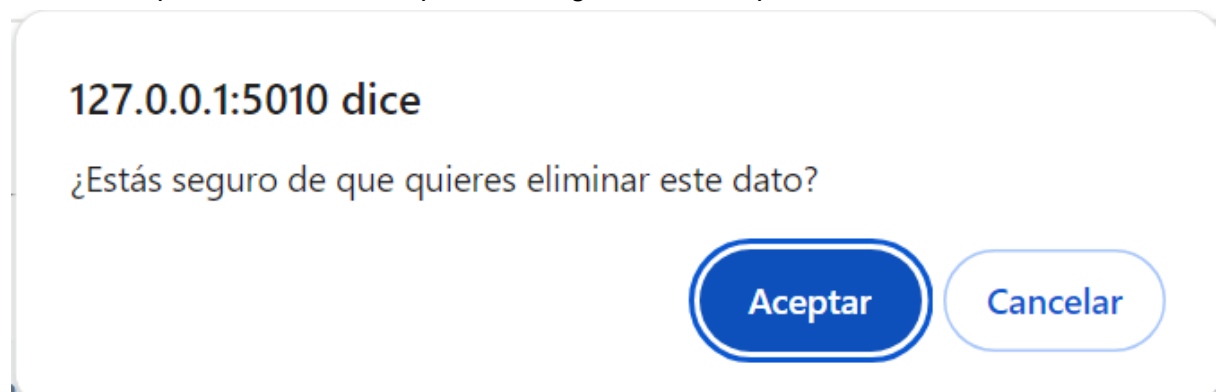 127.0.0.1:5010 dice
¿Estás seguro de que quieres eliminar este dato?
Aceptar Cancelar